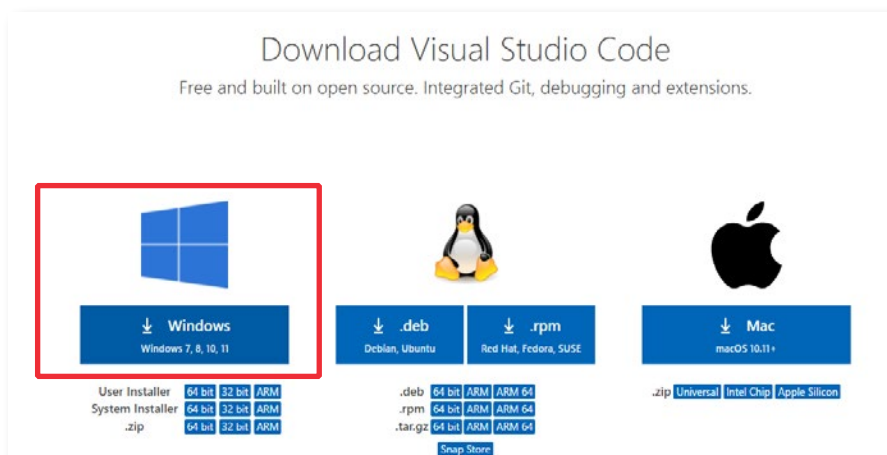 Download Visual Studio Code
Free and built on open source. Integrated Git, debugging and extensions.
Windows
Windows 7, 8, 10, 11
.deb
Debian, Ubuntu
.rpm
Red Hat, Fedora, SUSE
Mac
macOS 10.11+
User Installer 64 bit 32 bit ARM
System Installer 64 bit 32 bit ARM
.zip 64 bit 32 bit ARM
.deb 64 bit ARM ARM 64
.rpm 64 bit ARM ARM 64
.tar.gz 64 bit ARM ARM 64
Snap Store
.zip Universal Intel Chip Apple Silicon